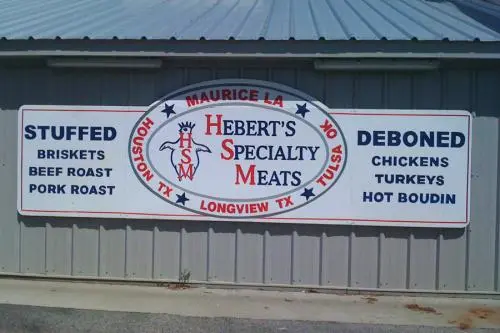 STUFFED
BRISKETS
BEEF ROAST
PORK ROAST
MAURICE LA
HOUSTON TX
TULSA OK
LONGVIEW TX
HSM
HEBERT'S
SPECIALTY
MEATS
DEBONED
CHICKENS
TURKEYS
HOT BOUDIN